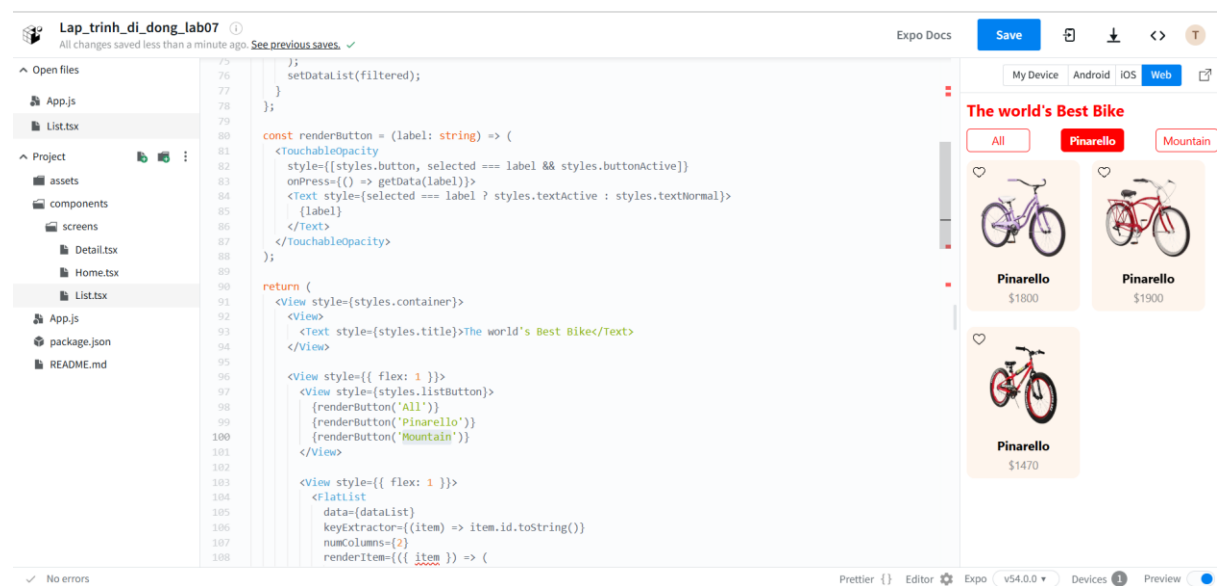 Lap_trinh_di_dong_lab07
All changes saved less than a minute ago. See previous saves.
Expo Docs
Save
T
Open files
App.js
List.tsx
Project
assets
components
screens
Detail.tsx
Home.tsx
List.tsx
App.js
package.json
README.md
75 );
76 setDataList(filtered);
77 }
78 };
79
80 const renderButton = (label: string) => (
81 <TouchableOpacity
82 style={[styles.button, selected === label && styles.buttonActive]}
83 onPress={() => getData(label)}>
84 <Text style={selected === label ? styles.textActive : styles.textNormal}>
85 {label}
86 </Text>
87 </TouchableOpacity>
88 );
89
90 return (
91 <View style={styles.container}>
92 <View>
93 <Text style={styles.title}>The world's Best Bike</Text>
94 </View>
95
96 <View style={{ flex: 1 }}>
97 <View style={styles.listButton}>
98 {renderButton('All')}
99 {renderButton('Pinarello')}
100 {renderButton('Mountain')}
101 </View>
102
103 <View style={{ flex: 1 }}>
104 <FlatList
105 data={dataList}
106 keyExtractor={(item) => item.id.toString()}
107 numColumns={2}
108 renderItem={({ item }) => (
My Device Android iOS Web
The world's Best Bike
All Pinarello Mountain
Pinarello Pinarello
$1800 $1900
Pinarello
$1470
No errors
Prettier {} Editor Expo v54.0.0 Devices 1 Preview